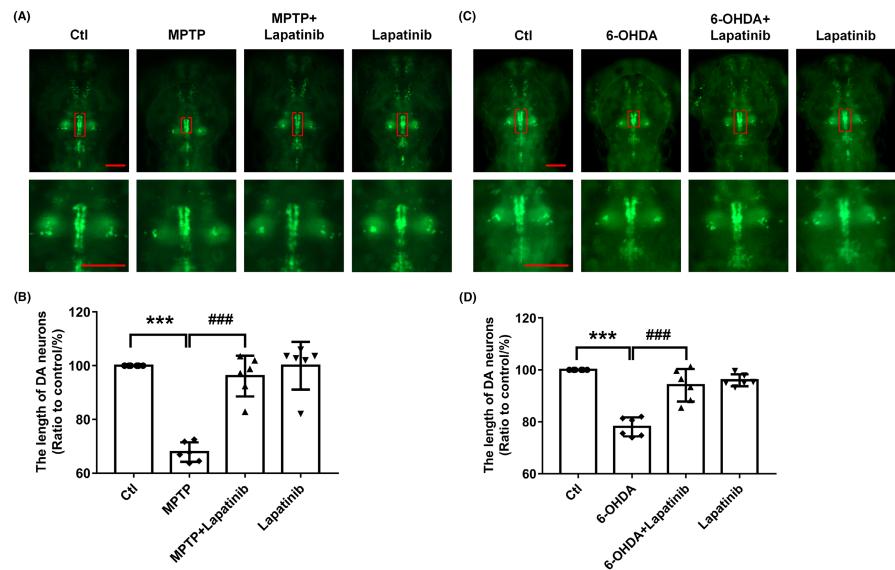 (A)
Ctl
MPTP
MPTP+
Lapatinib
Lapatinib
(B)
The length of DA neurons
(Ratio to control/%)
120
100
80
60
***
###
Ctl
MPTP
MPTP+Lapatinib
Lapatinib
(C)
Ctl
6-OHDA
6-OHDA+
Lapatinib
Lapatinib
(D)
The length of DA neurons
(Ratio to control/%)
120
100
80
60
***
###
Ctl
6-OHDA
6-OHDA+Lapatinib
Lapatinib